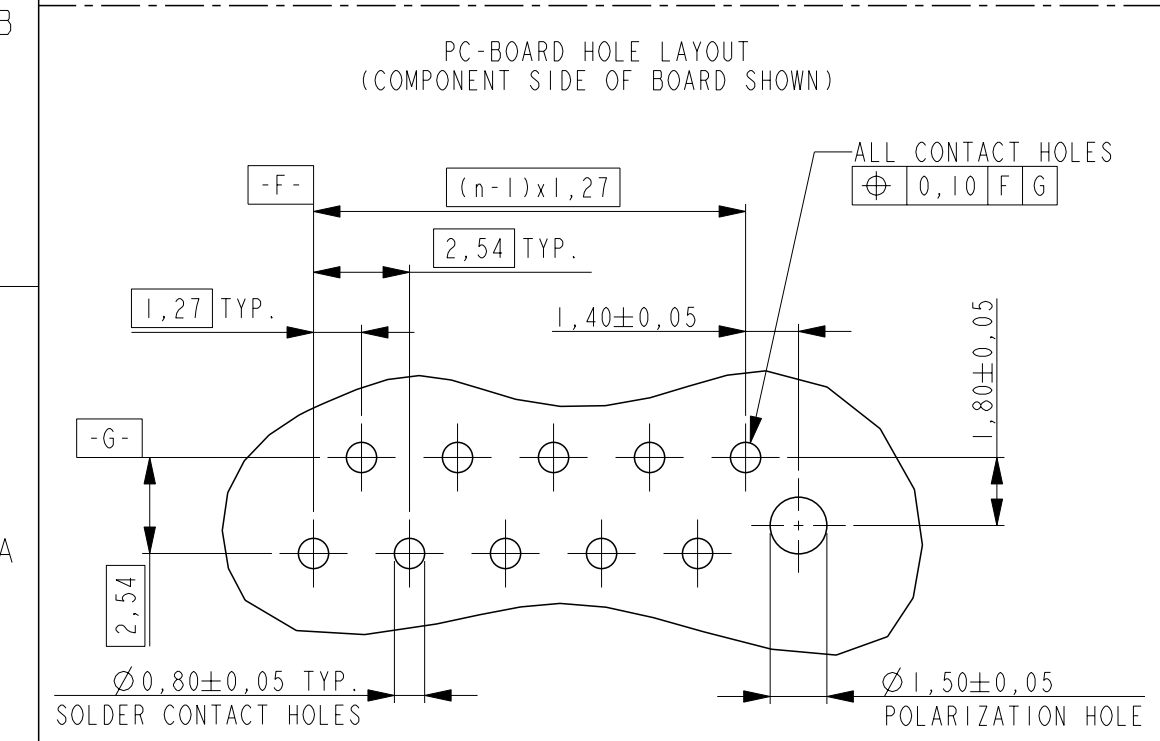 B
PC-BOARD HOLE LAYOUT
(COMPONENT SIDE OF BOARD SHOWN)
ALL CONTACT HOLES
⌖ 0,10 F G
-F-
(n-1)x1,27
2,54 TYP.
1,27 TYP.
1,40±0,05
1,80±0,05
-G-
A
2,54
Ø0,80±0,05 TYP.
SOLDER CONTACT HOLES
Ø1,50±0,05
POLARIZATION HOLE